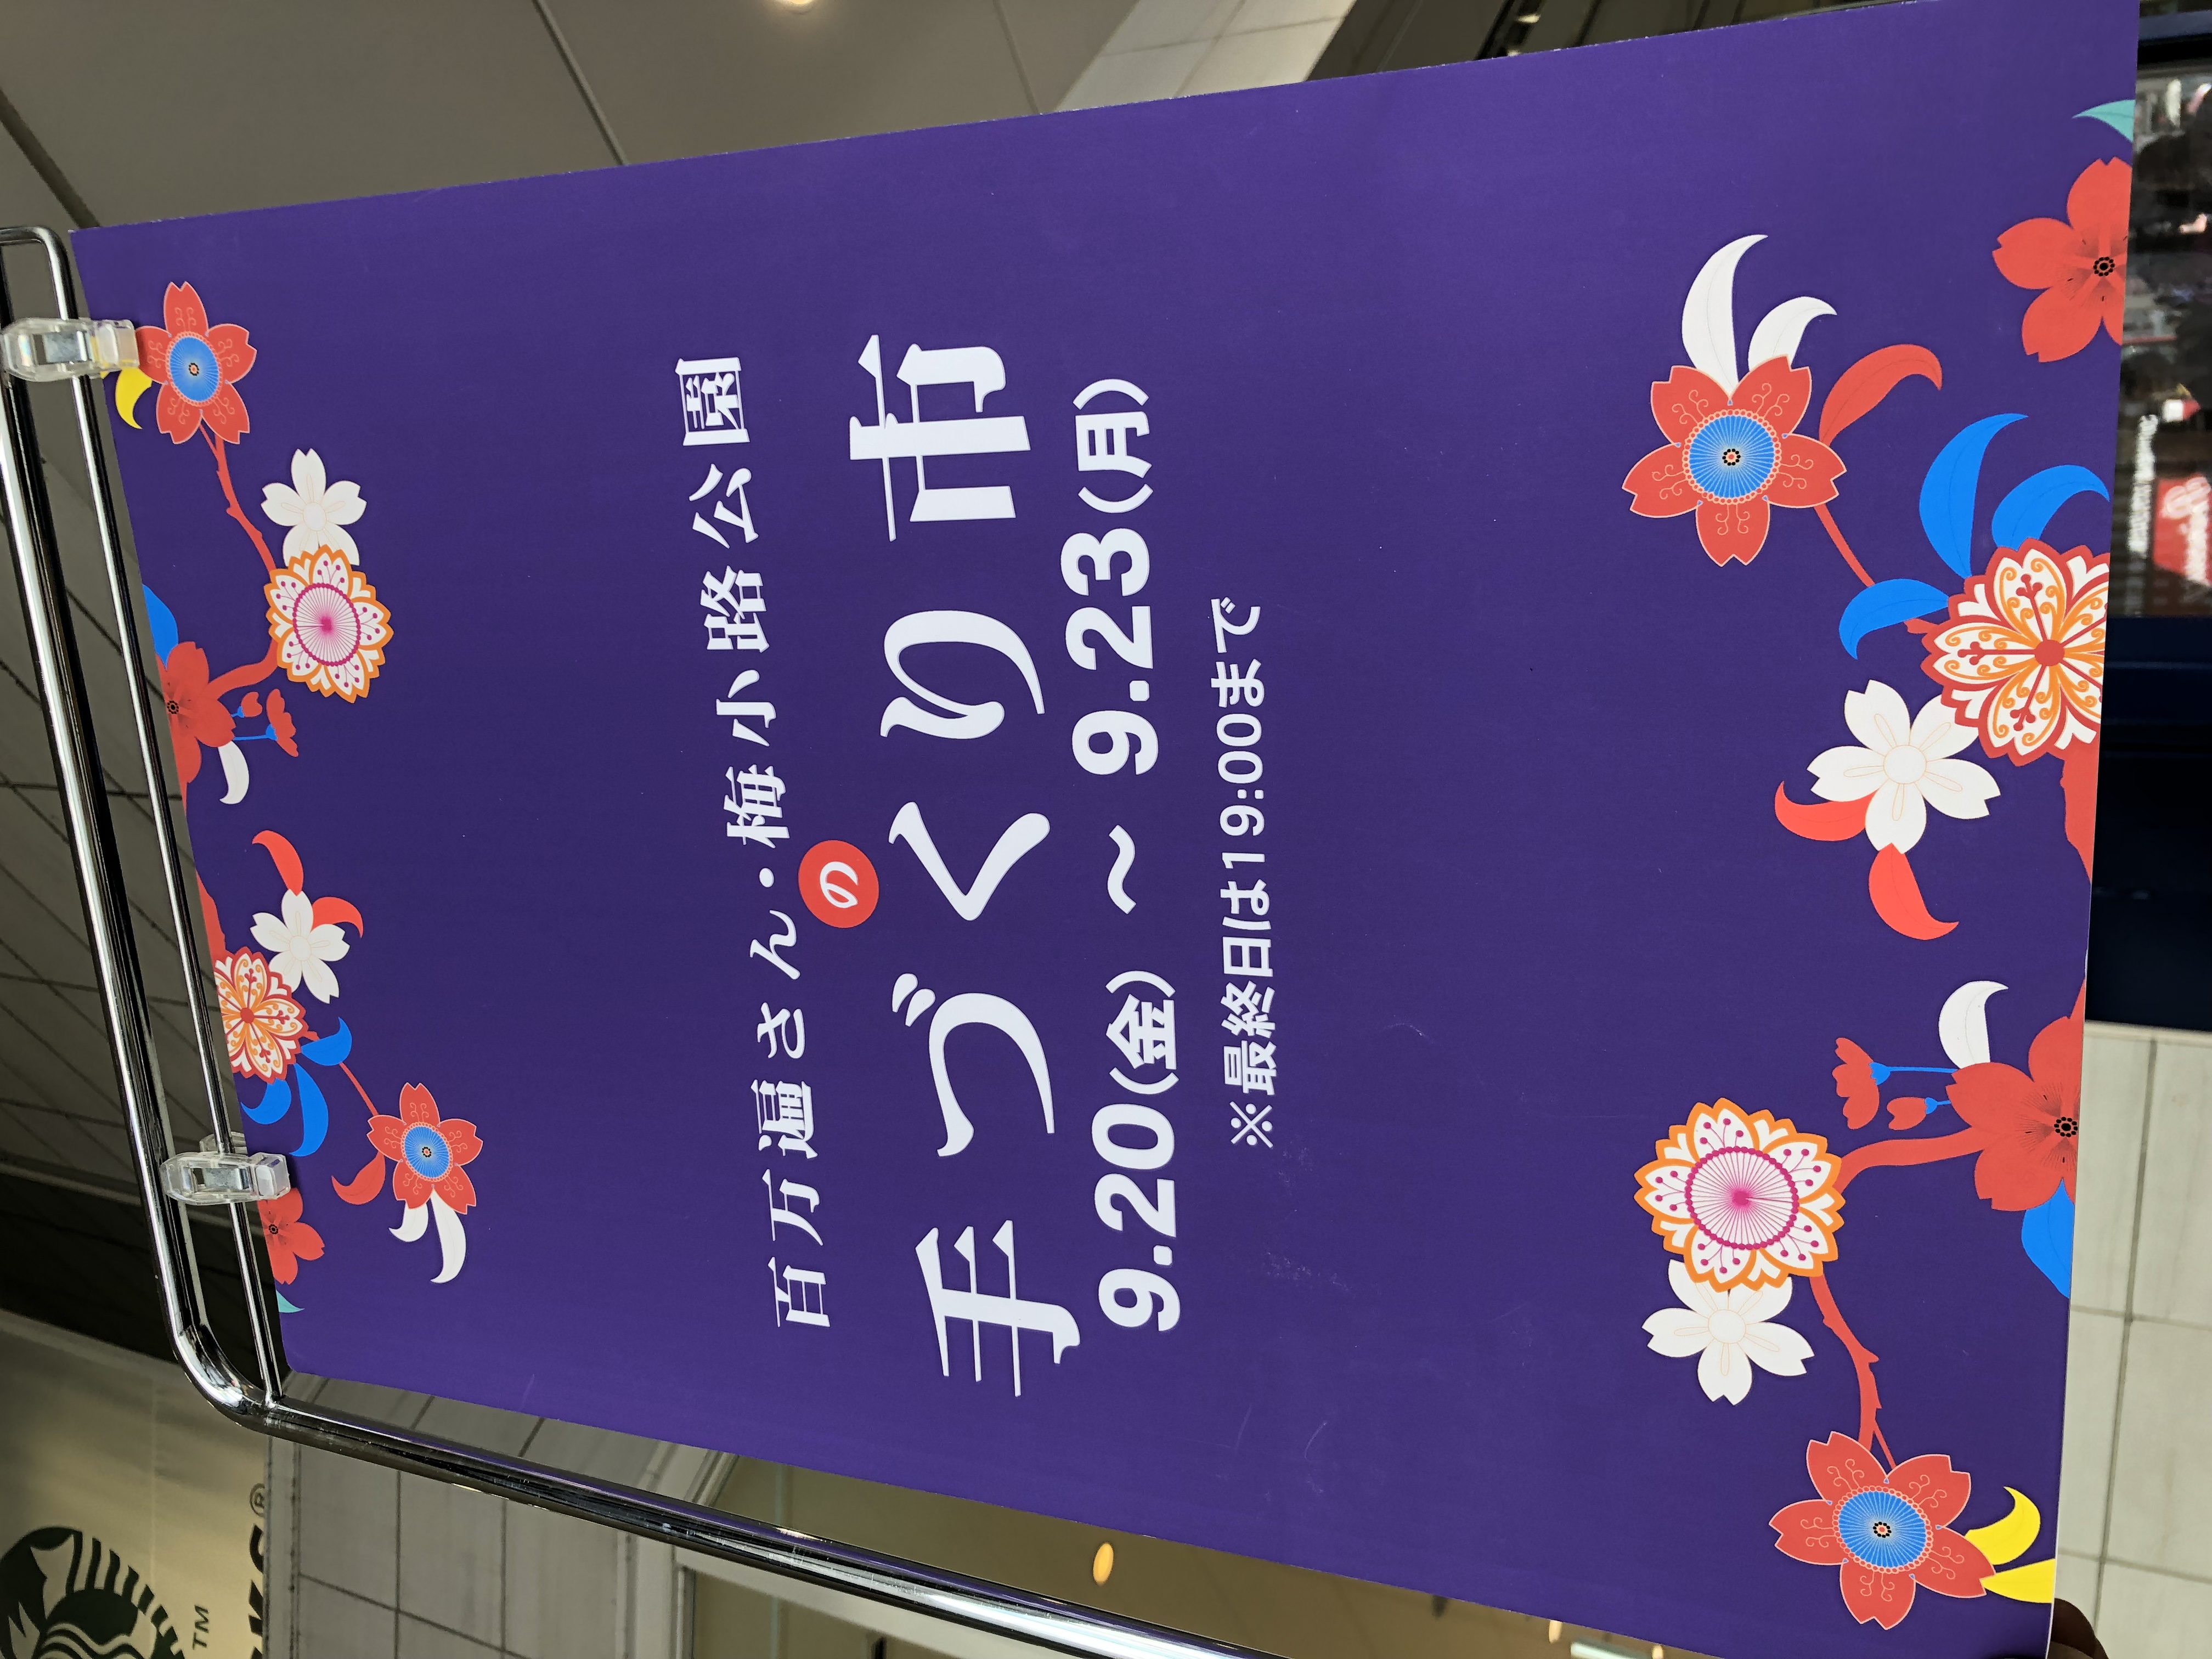 百万遍さん・梅小路公園
の
手づくり市
9.20(金) ～ 9.23(月)
※最終日は19:00まで
TM
®